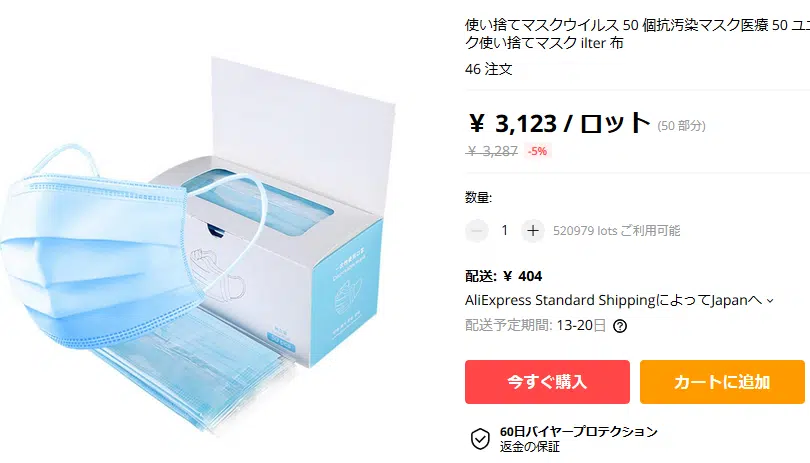 使い捨てマスクウイルス 50 個抗汚染マスク医療 50 ユニ
ク使い捨てマスク ilter 布
46 注文
¥ 3,123 / ロット (50 部分)
¥ 3,287 -5%
数量:
1 520979 lots ご利用可能
配送: ¥ 404
AliExpress Standard ShippingによってJapanへ
配送予定期間: 13-20日 ?
今すぐ購入 カートに追加
60日バイヤープロテクション
返金の保証